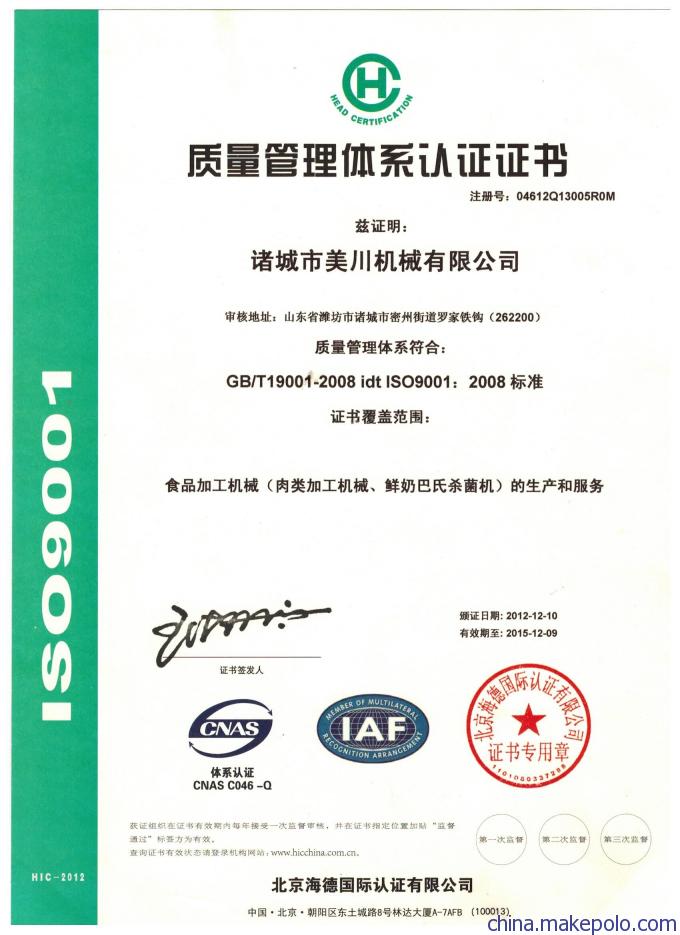 HEAD CERTIFICATION
质量管理体系认证证书
注册号：04612Q13005R0M
兹证明：
诸城市美川机械有限公司
审核地址：山东省潍坊市诸城市密州街道罗家铁钩（262200）
质量管理体系符合：
GB/T19001-2008 idt ISO9001：2008 标准
证书覆盖范围：
食品加工机械（肉类加工机械、鲜奶巴氏杀菌机）的生产和服务
ISO9001
颁证日期: 2012-12-10
有效期至: 2015-12-09
证书签发人
CNAS
体系认证
CNAS C046 -Q
MEMBER OF MULTILATERAL
IAF
RECOGNITION ARRANGEMENT
北京海德国际认证有限公司
证书专用章
获证组织在证书有效期内每年接受一次监督审核，并在证书指定位置加贴“监督
通过”标签方为有效。
查询证书有效状态请登录机构网站：www.hicchina.com.cn。
第一次监督
第二次监督
第三次监督
HIC-2012
北京海德国际认证有限公司
中国·北京·朝阳区东土城路8号林达大厦A-7AFB (100013)
china.makepolo.com